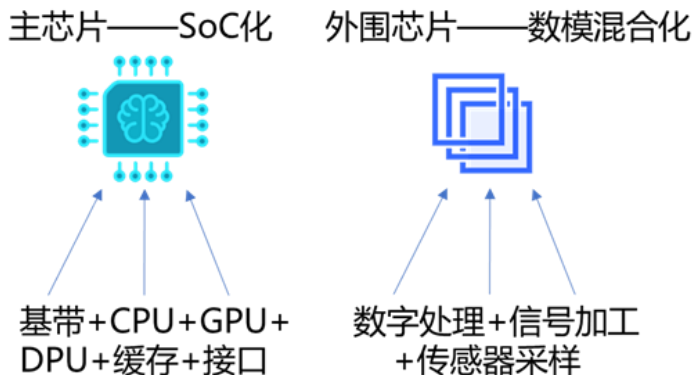 主芯片——SoC化
外围芯片——数模混合化
基带+CPU+GPU+
DPU+缓存+接口
数字处理+信号加工
+传感器采样